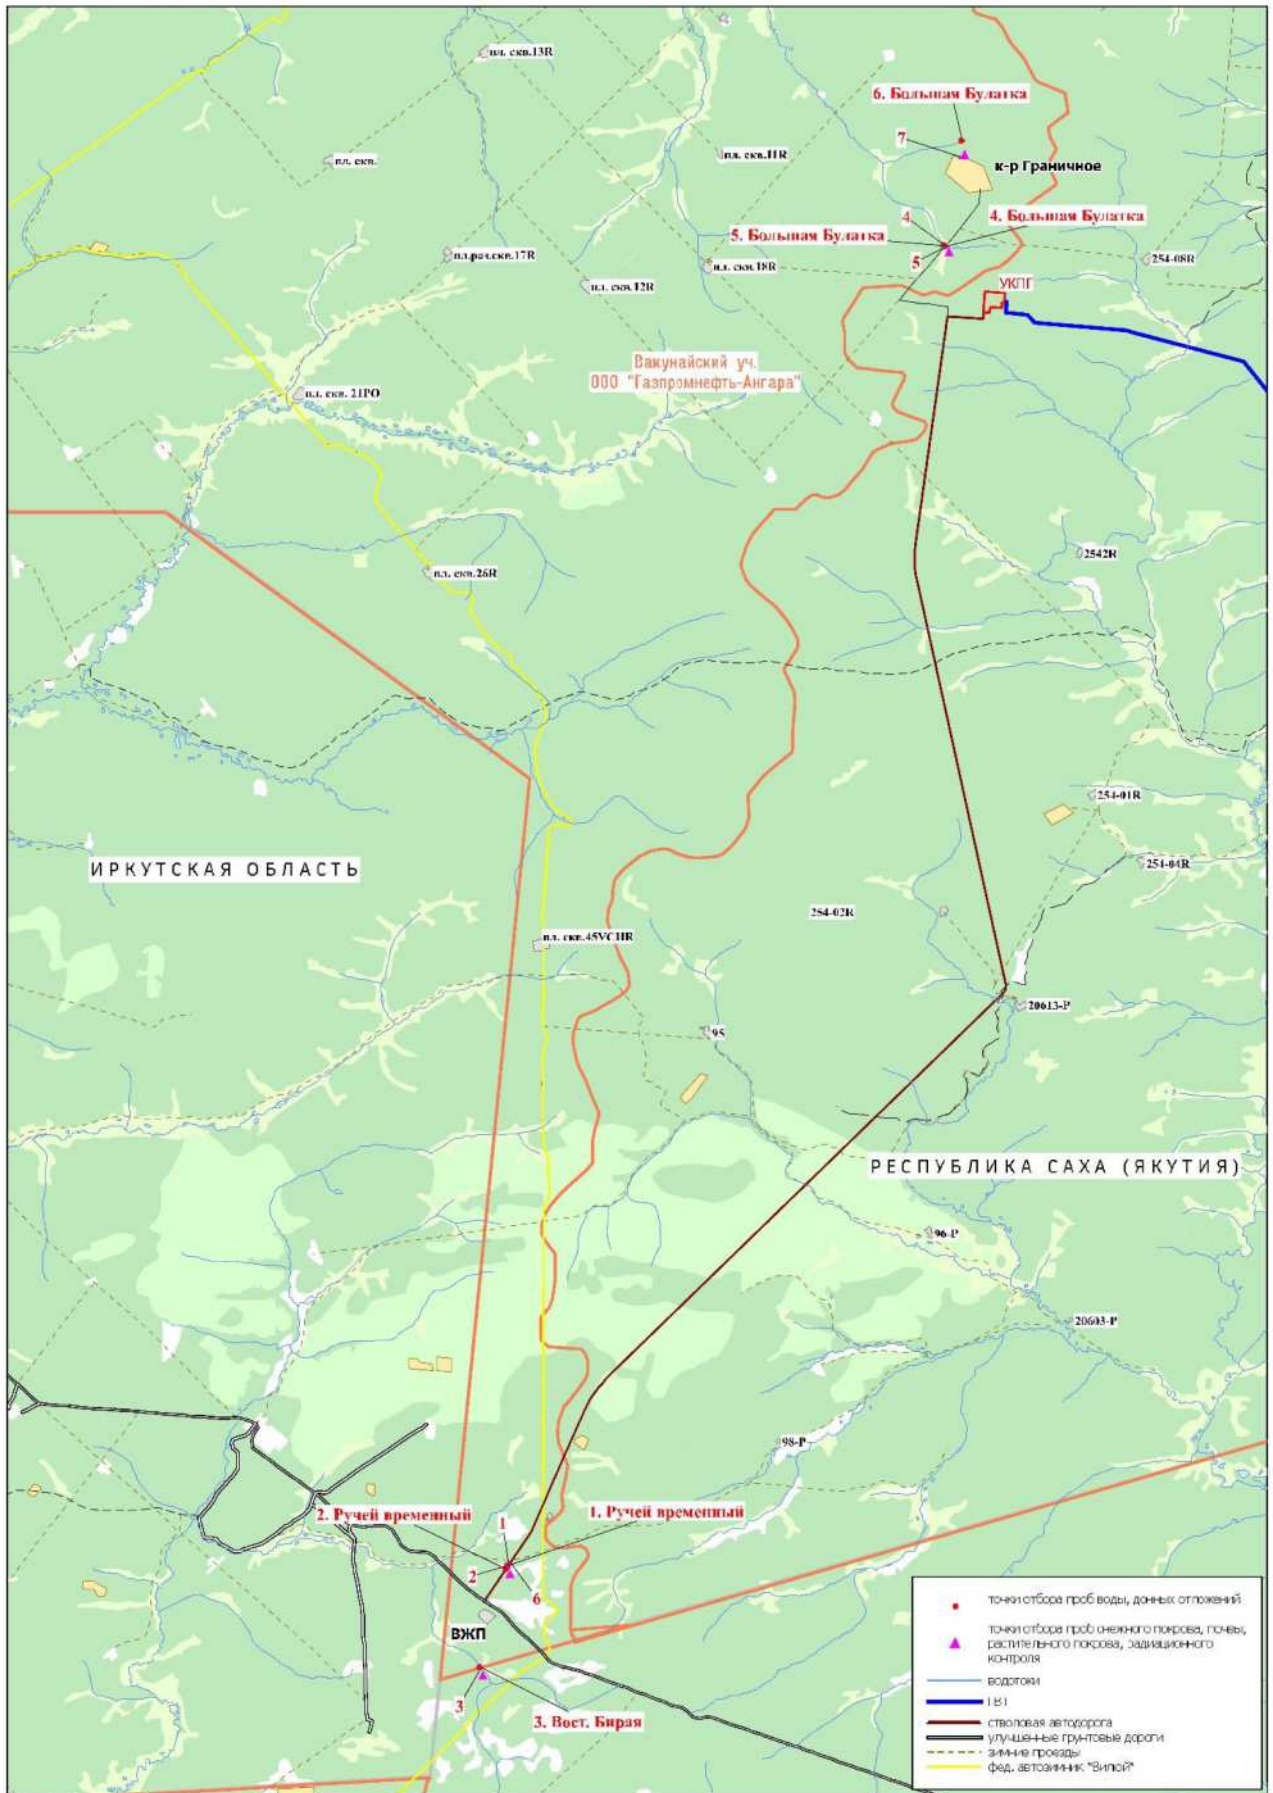 пл. скв.13R
6. Большая Булатка
7
пл. скв.
пл. скв.11R
к-р Граничное
4
4. Большая Булатка
5. Большая Булатка
5
пл.раз.скв.17R
пл. скв.18R
254-08R
пл. скв.12R
УКПГ
Вакунайский уч.
ООО "Газпромнефть-Ангара"
пл. скв. 21РО
2542R
пл. скв.26R
254-01R
254-04R
ИРКУТСКАЯ ОБЛАСТЬ
254-02R
пл. скв.45VCHR
20613-Р
95
РЕСПУБЛИКА САХА (ЯКУТИЯ)
96-Р
20603-Р
98-Р
2. Ручей временный
1
1. Ручей временный
2
6
ВЖП
3
3. Вост. Бирая
точки отбора проб воды, донных отложений
точки отбора проб снежного покрова, почвы,
растительного покрова, радиационного
контроля
водотоки
стволовая автодорога
улучшенные грунтовые дороги
зимние проезды
фед. автозимник "Вилюй"